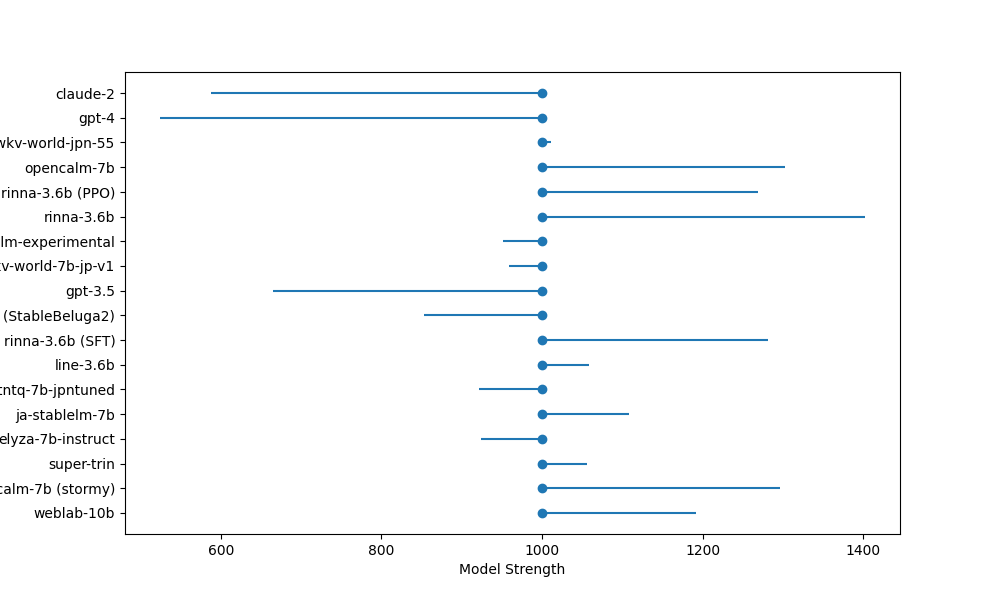 claude-2
gpt-4
wkv-world-jpn-55
opencalm-7b
rinna-3.6b (PPO)
rinna-3.6b
lm-experimental
kv-world-7b-jp-v1
gpt-3.5
(StableBeluga2)
rinna-3.6b (SFT)
line-3.6b
tntq-7b-jpntuned
ja-stablelm-7b
elyza-7b-instruct
super-trin
calm-7b (stormy)
weblab-10b
600 800 1000 1200 1400
Model Strength